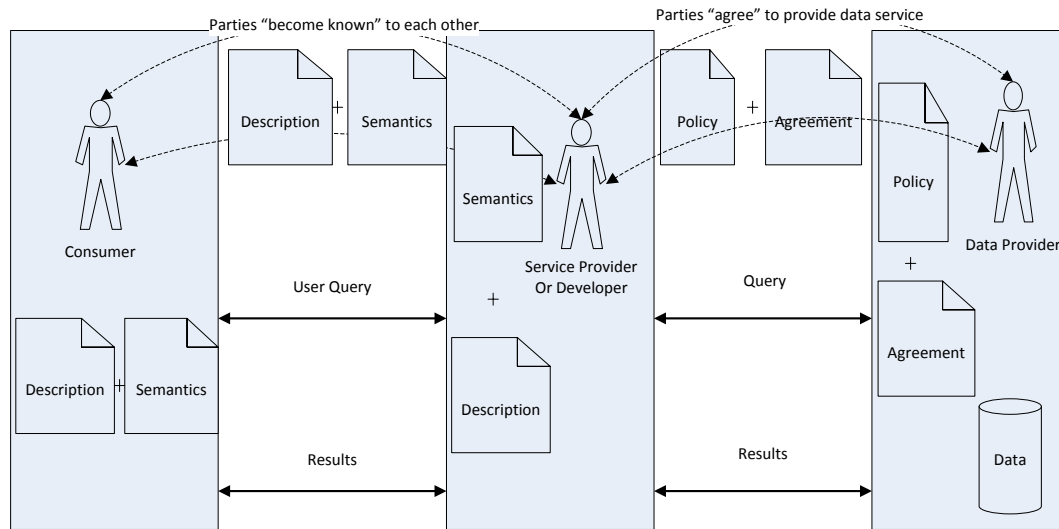 Parties “become known” to each other
Parties “agree” to provide data service
Description
+
Semantics
Policy
+
Agreement
Consumer
Semantics
Service Provider
Or Developer
Policy
Data Provider
+
User Query
+
Query
Description
+
Semantics
Description
Agreement
Results
Results
Data